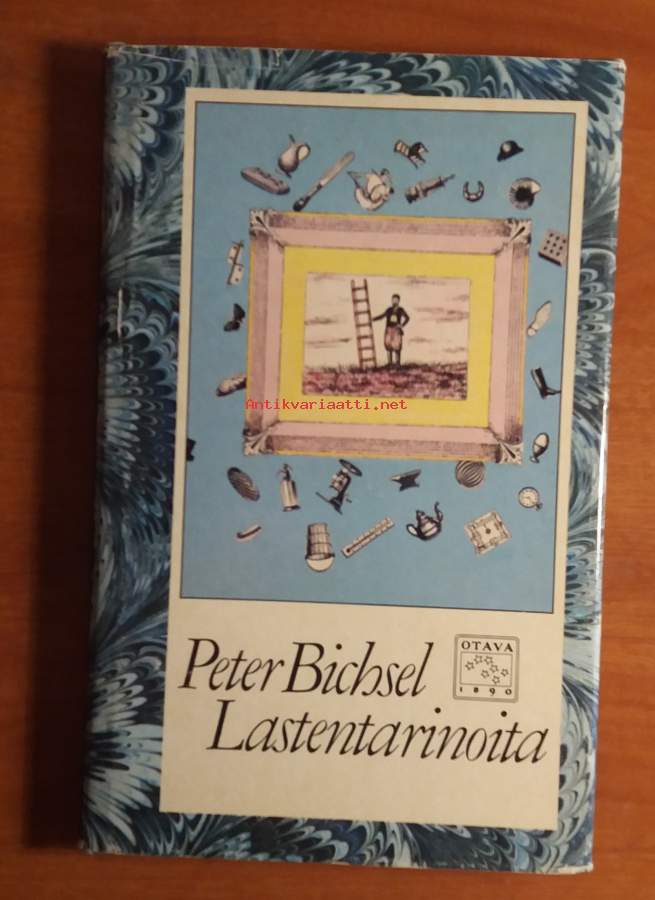 Antikvariaatti.net
Peter Bichsel
OTAVA
1890
Lastentarinoita